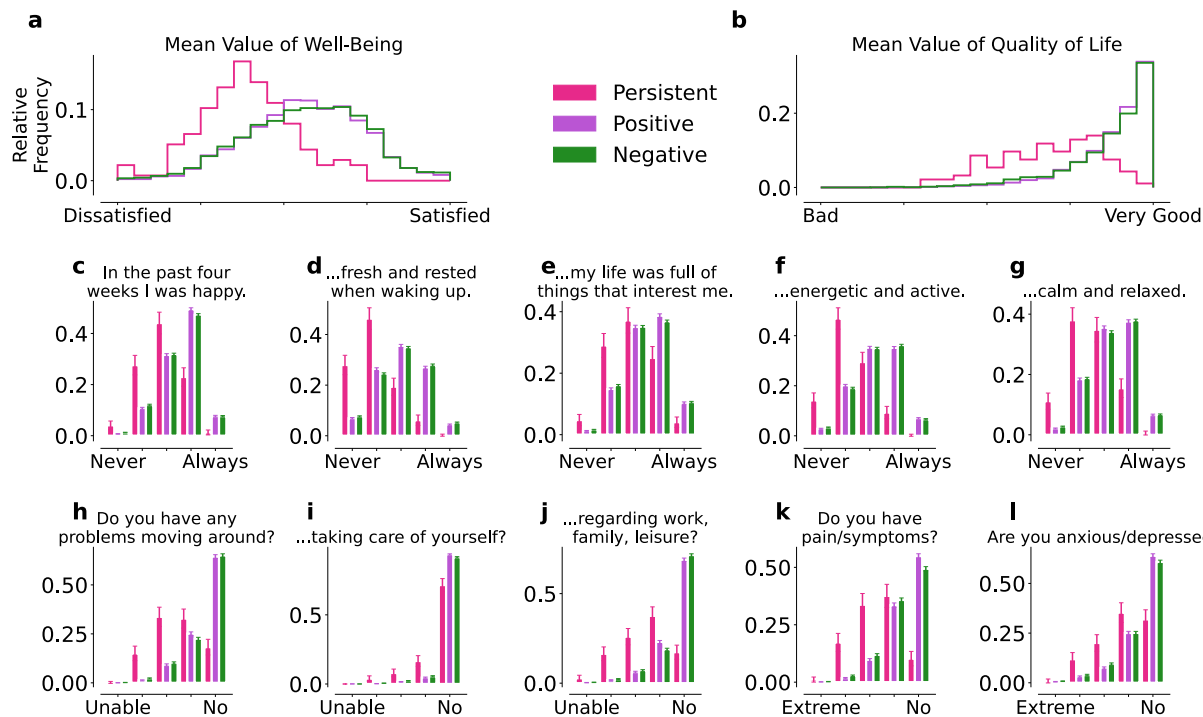 a
b
Mean Value of Well-Being
Mean Value of Quality of Life
Relative
Frequency
0.1
0.0
Dissatisfied
Satisfied
Persistent
Positive
Negative
0.2
0.0
Bad
Very Good
c
In the past four
weeks I was happy.
0.4
0.2
0.0
Never
Always
d
...fresh and rested
when waking up.
0.4
0.2
0.0
Never
Always
e
...my life was full of
things that interest me.
0.4
0.2
0.0
Never
Always
f
...energetic and active.
0.4
0.2
0.0
Never
Always
g
...calm and relaxed.
0.4
0.2
0.0
Never
Always
h
Do you have any
problems moving around?
0.50
0.25
0.00
Unable
No
i
...taking care of yourself?
0.5
0.0
Unable
No
j
...regarding work,
family, leisure?
0.5
0.0
Unable
No
k
Do you have
pain/symptoms?
0.50
0.25
0.00
Extreme
No
l
Are you anxious/depresse
0.50
0.25
0.00
Extreme
No